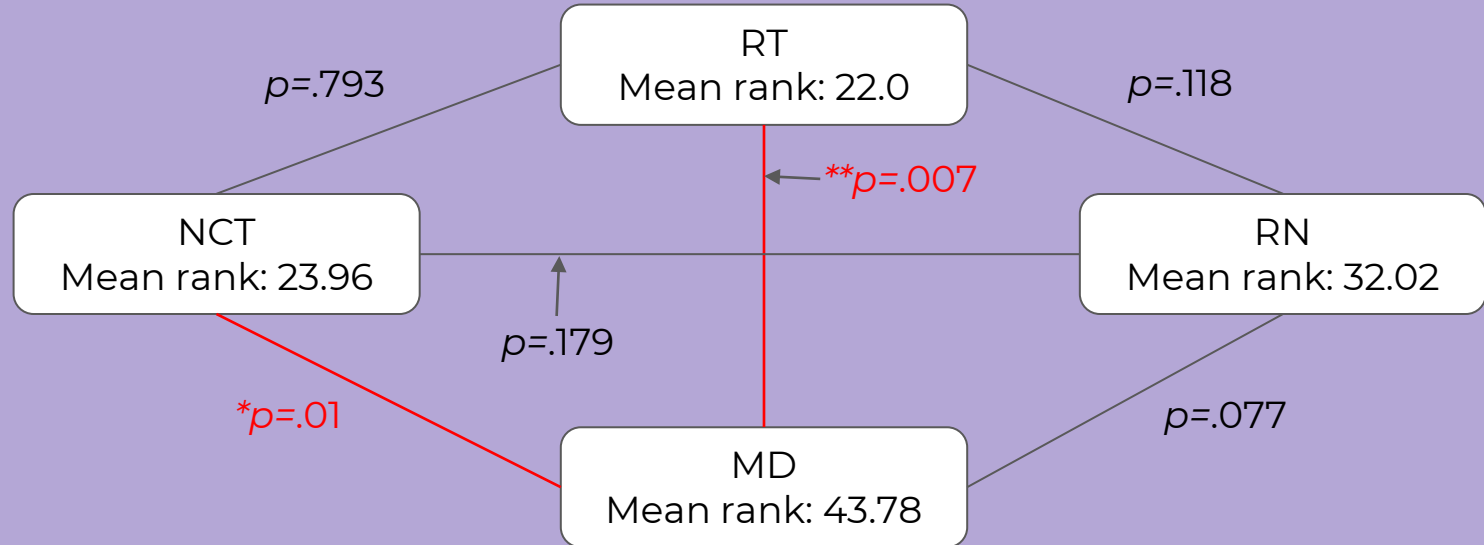 RT
Mean rank: 22.0
p=.793
p=.118
**p=.007
NCT
Mean rank: 23.96
RN
Mean rank: 32.02
p=.179
*p=.01
p=.077
MD
Mean rank: 43.78